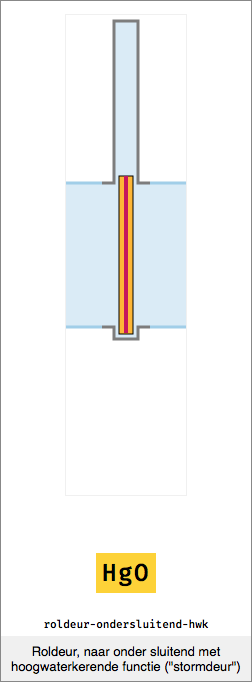 HgO
roldeur-ondersluitend-hwk
Roldeur, naar onder sluitend met
hoogwaterkerende functie ("stormdeur")